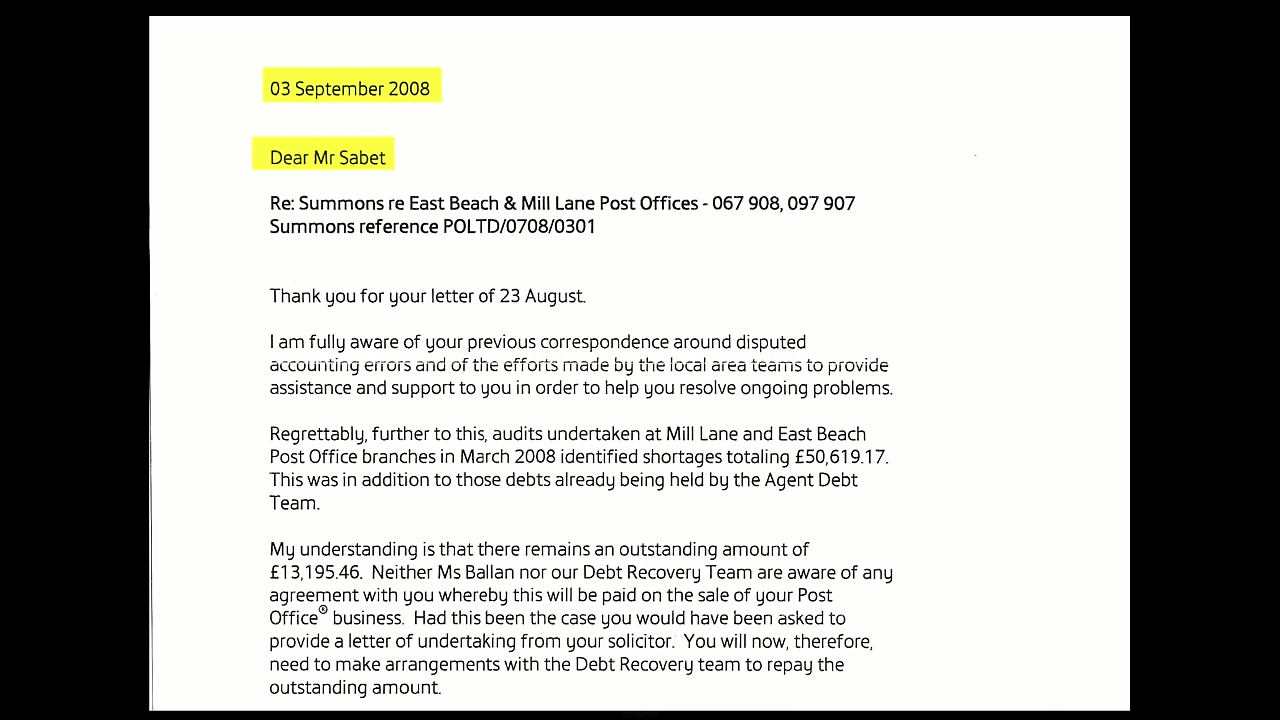 03 September 2008
Dear Mr Sabet
Re: Summons re East Beach & Mill Lane Post Offices - 067 908, 097 907
Summons reference POLTD/0708/0301
Thank you for your letter of 23 August.
I am fully aware of your previous correspondence around disputed
accounting errors and of the efforts made by the local area teams to provide
assistance and support to you in order to help you resolve ongoing problems.
Regrettably, further to this, audits undertaken at Mill Lane and East Beach
Post Office branches in March 2008 identified shortages totaling £50,619.17.
This was in addition to those debts already being held by the Agent Debt
Team.
My understanding is that there remains an outstanding amount of
£13,195.46.  Neither Ms Ballan nor our Debt Recovery Team are aware of any
agreement with you whereby this will be paid on the sale of your Post
Office® business.  Had this been the case you would have been asked to
provide a letter of undertaking from your solicitor.  You will now, therefore,
need to make arrangements with the Debt Recovery team to repay the
outstanding amount.